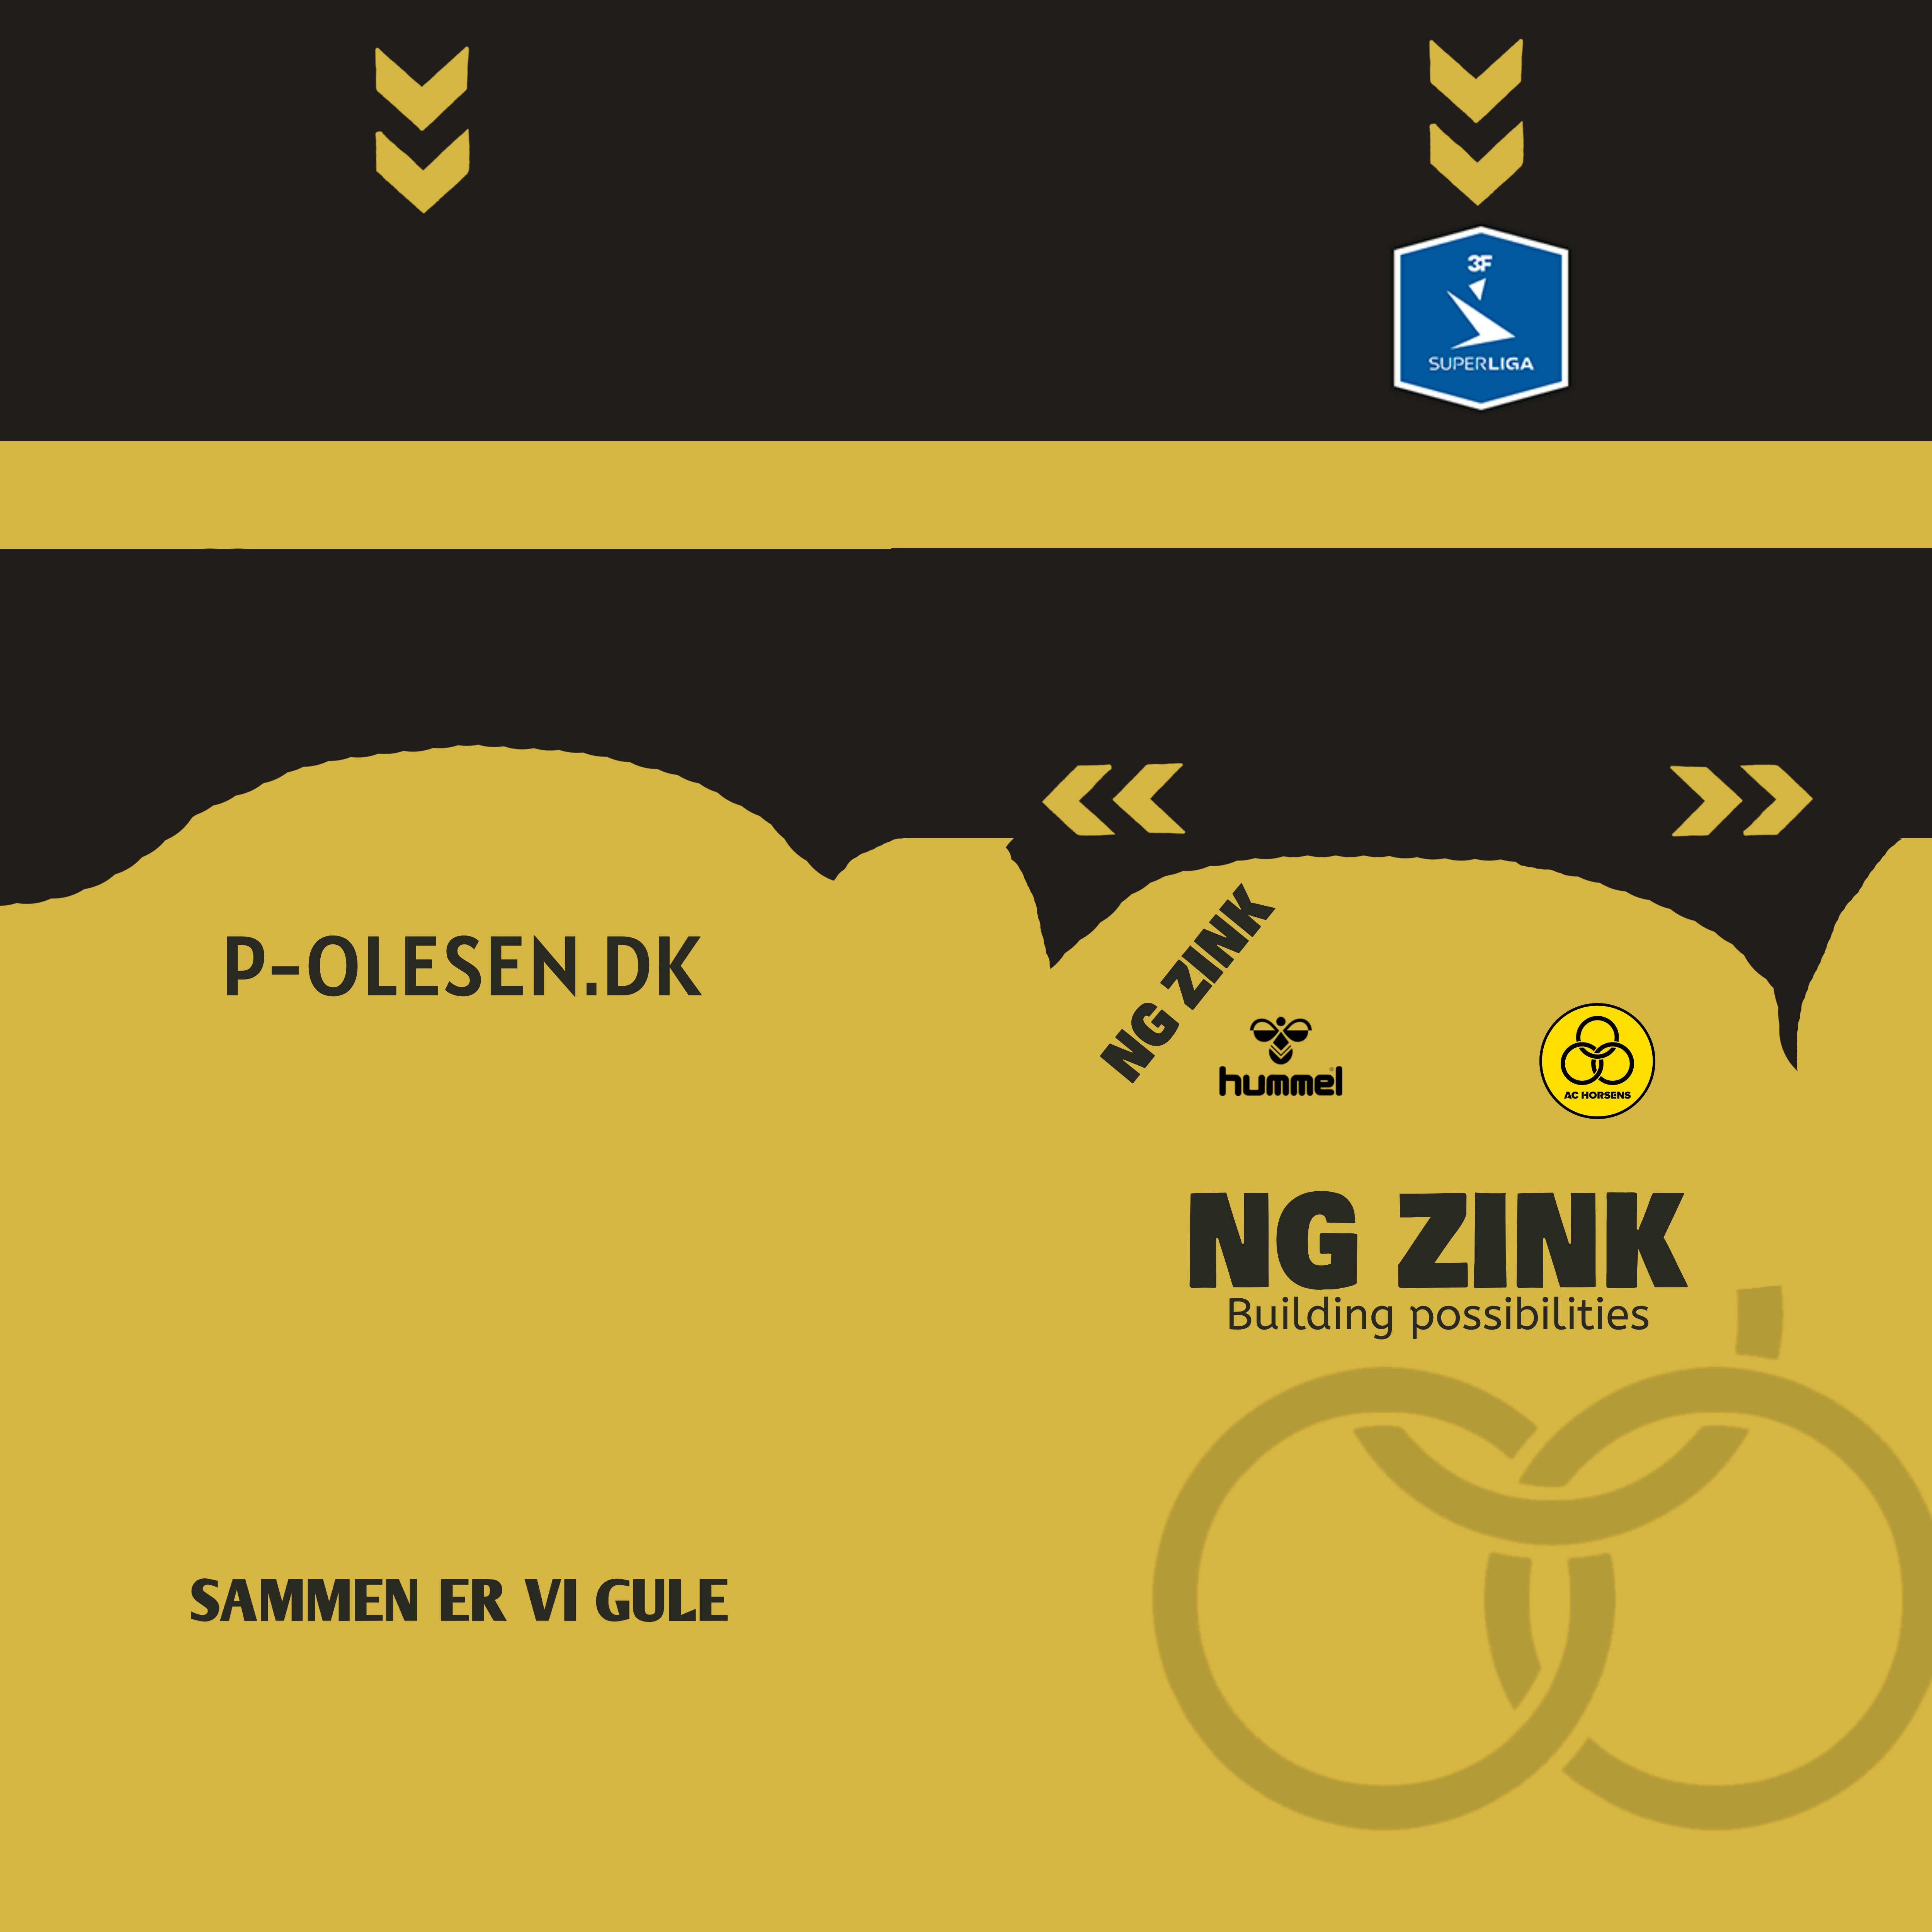 3F
SUPERLIGA
P-OLESEN.DK
NG ZINK
hummel
AC HORSENS
NG ZINK
Building possibilities
SAMMEN ER VI GULE